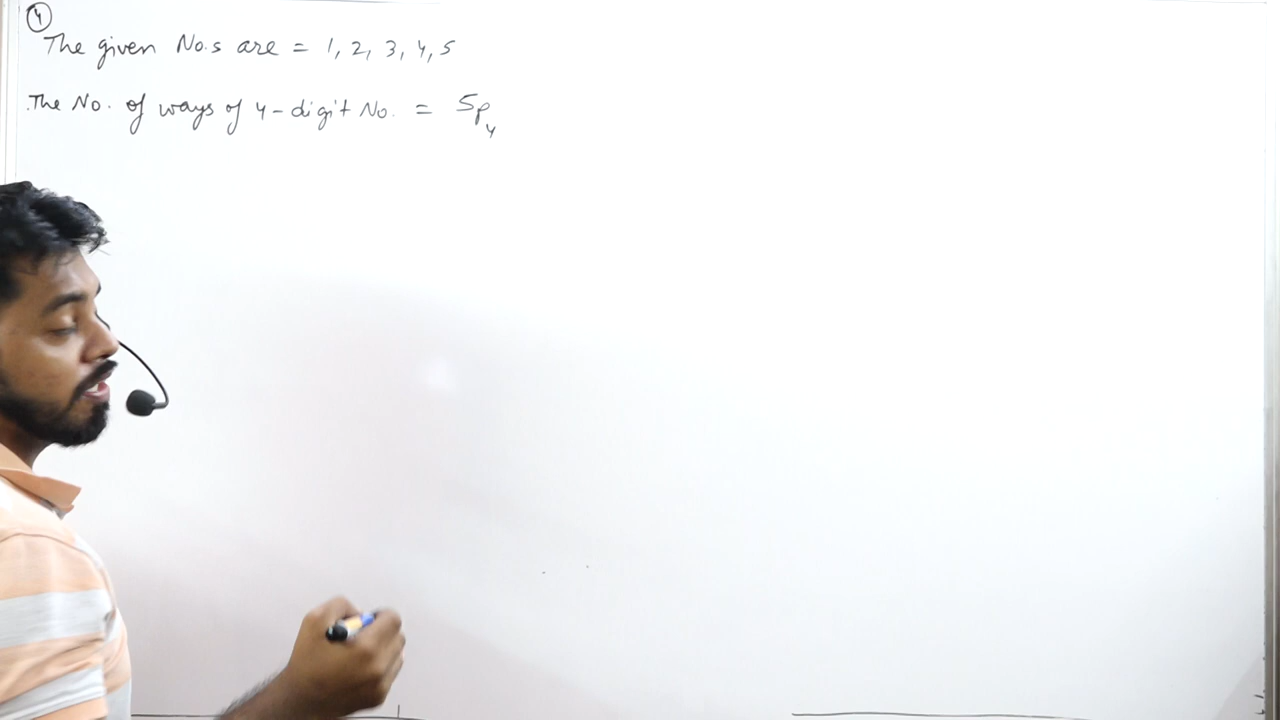 4
The given No.s are = 1, 2, 3, 4, 5
.The No. of ways of 4-digit No. = 5P4